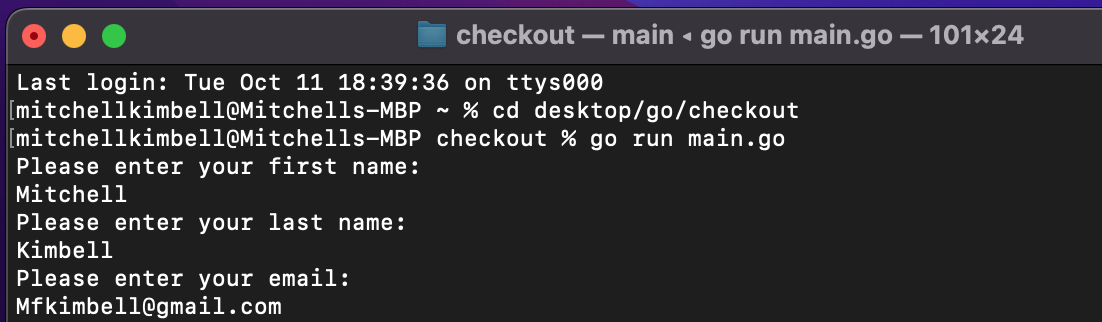 checkout — main ◂ go run main.go — 101×24
Last login: Tue Oct 11 18:39:36 on ttys000
[mitchellkimbell@Mitchells-MBP ~ % cd desktop/go/checkout
[mitchellkimbell@Mitchells-MBP checkout % go run main.go
Please enter your first name:
Mitchell
Please enter your last name:
Kimbell
Please enter your email:
Mfkimbell@gmail.com